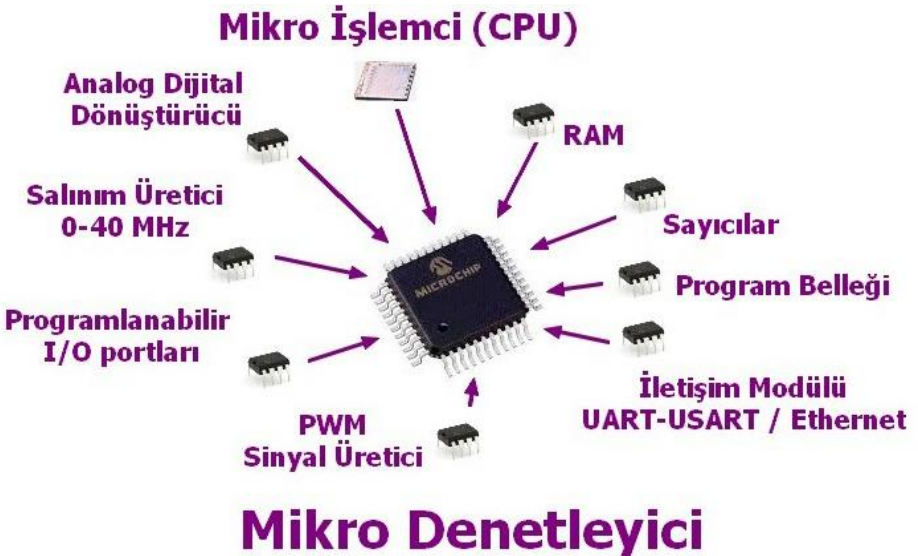 Mikro İşlemci (CPU)
Analog Dijital
Dönüştürücü
RAM
Salınım Üretici
0-40 MHz
Sayıcılar
Program Belleği
Programlanabilir
I/O portları
İletişim Modülü
UART-USART / Ethernet
PWM
Sinyal Üretici
MICROCHIP
Mikro Denetleyici